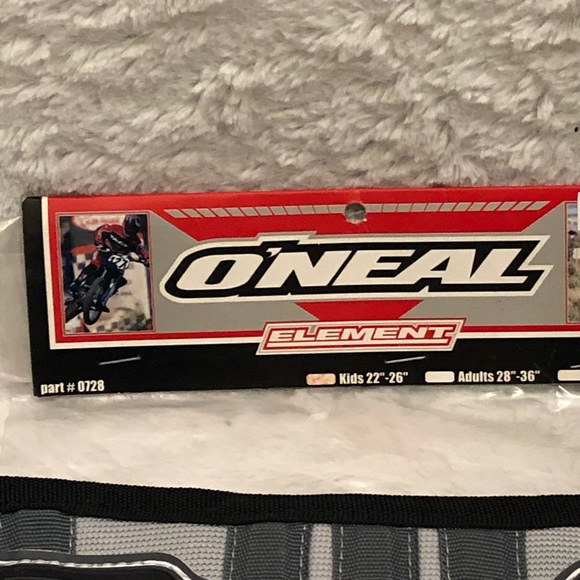 O'NEAL
ELEMENT
part # 0728
Kids 22"-26"
Adults 28"-36"